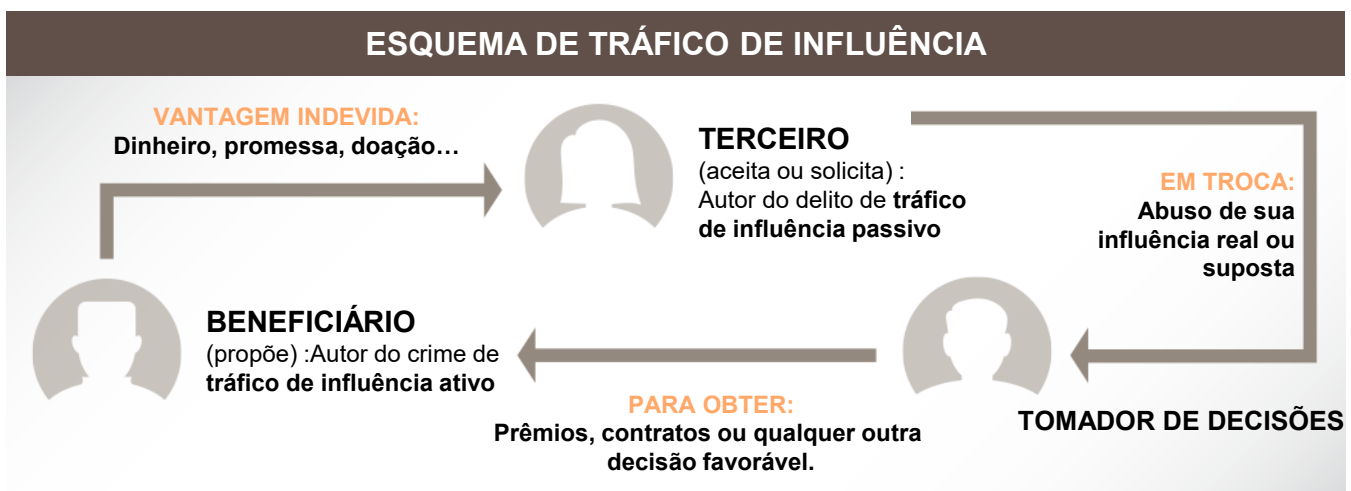 ESQUEMA DE TRÁFICO DE INFLUÊNCIA
VANTAGEM INDEVIDA:
Dinheiro, promessa, doação…
TERCEIRO
(aceita ou solicita) :
Autor do delito de tráfico
de influência passivo
EM TROCA:
Abuso de sua
influência real ou
suposta
BENEFICIÁRIO
(propõe) :Autor do crime de
tráfico de influência ativo
PARA OBTER:
Prêmios, contratos ou qualquer outra
decisão favorável.
TOMADOR DE DECISÕES